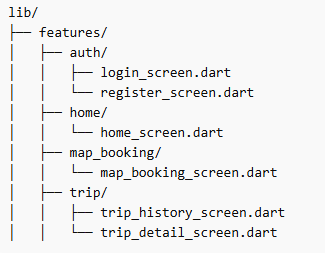 lib/
├── features/
│   ├── auth/
│   │   ├── login_screen.dart
│   │   └── register_screen.dart
│   ├── home/
│   │   └── home_screen.dart
│   ├── map_booking/
│   │   └── map_booking_screen.dart
│   ├── trip/
│   │   ├── trip_history_screen.dart
│   │   └── trip_detail_screen.dart